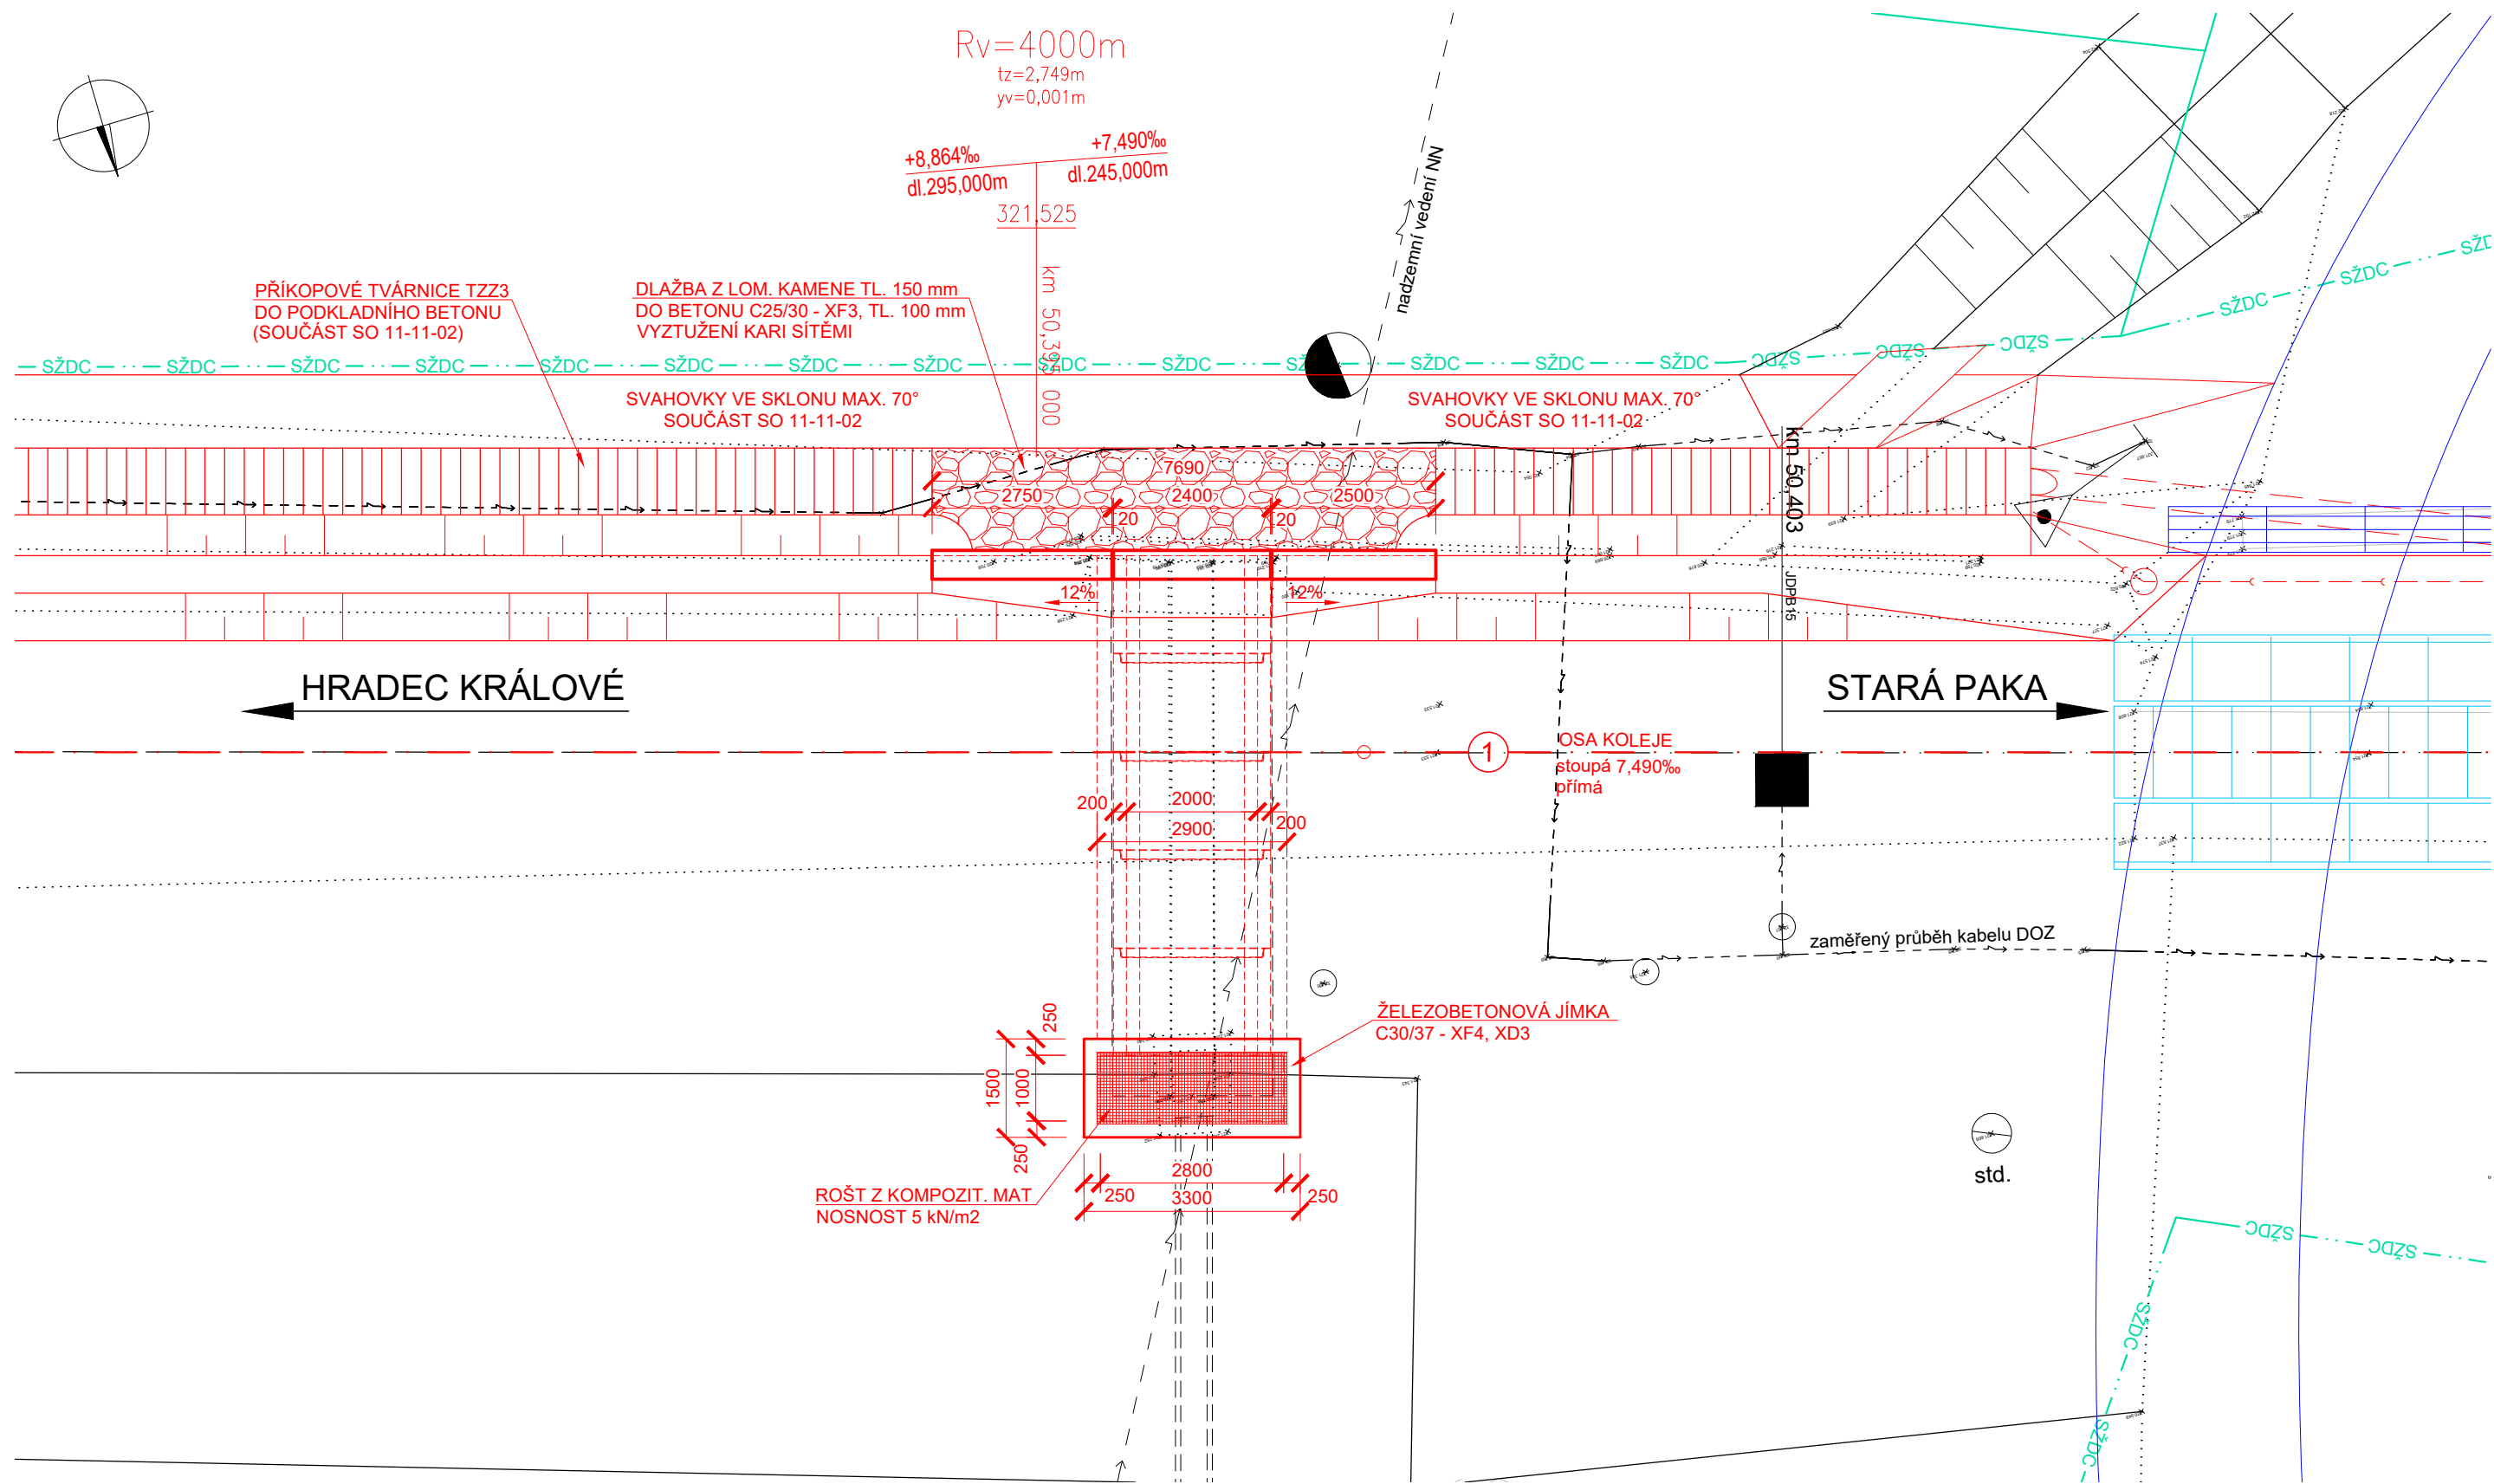 Rv=4000m
tz=2,749m
yv=0,001m
+8,864‰
+7,490‰
dl.295,000m
dl.245,000m
321,525
nadzemní vedení NN
PŘÍKOPOVÉ TVÁRNICE TZZ3
DO PODKLADNÍHO BETONU
(SOUČÁST SO 11-11-02)
DLAŽBA Z LOM. KAMENE TL. 150 mm
DO BETONU C25/30 - XF3, TL. 100 mm
VYZTUŽENÍ KARI SÍTĚMI
SŽDC SŽDC SŽDC SŽDC SŽDC SŽDC SŽDC SŽDC SŽDC SŽDC SŽDC SŽDC SŽDC SŽDC SŽDC SŽDC SŽDC SŽDC SŽDC
SVAHOVKY VE SKLONU MAX. 70°
SOUČÁST SO 11-11-02
SVAHOVKY VE SKLONU MAX. 70°
SOUČÁST SO 11-11-02
km 50,403
JDPB15
7690
2750
2400
2500
20
20
12%
12%
HRADEC KRÁLOVÉ
STARÁ PAKA
1
OSA KOLEJE
stoupá 7,490‰
přímá
200
2000
200
2900
zaměřený průběh kabelu DOZ
ŽELEZOBETONOVÁ JÍMKA
C30/37 - XF4, XD3
250
1500
1000
250
2800
250
3300
250
ROŠT Z KOMPOZIT. MAT
NOSNOST 5 kN/m2
std.
SŽDC
SŽDC
SŽDC
SŽDC